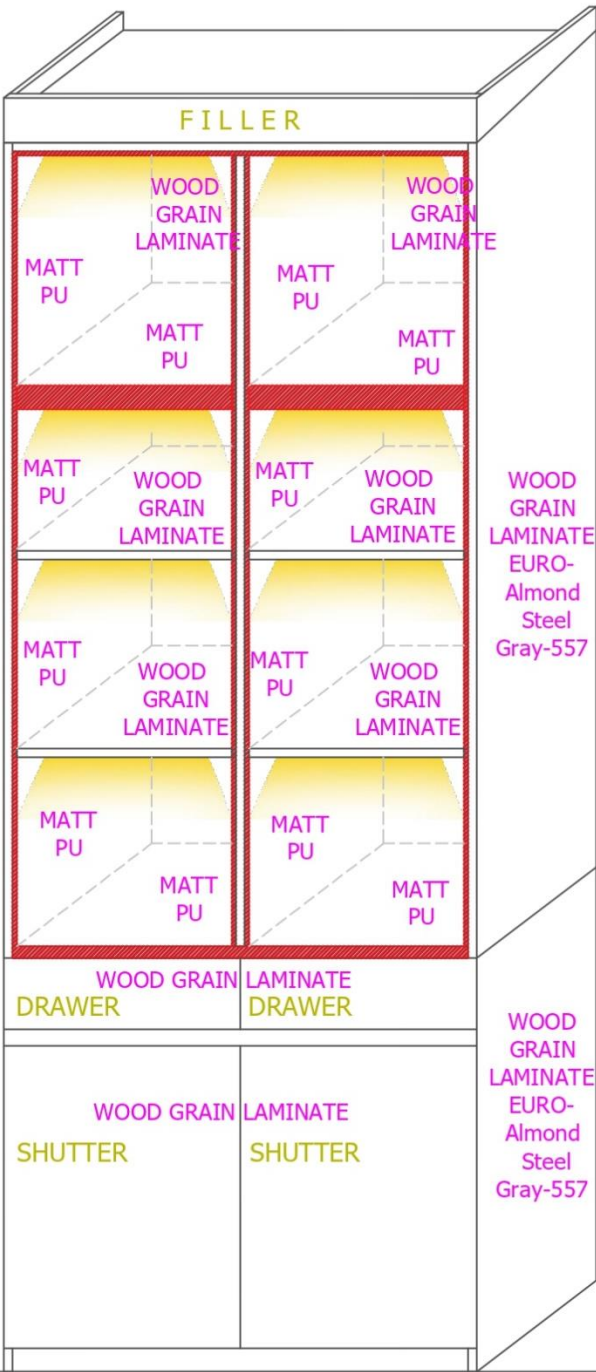 FILLER
WOOD
GRAIN
LAMINATE
MATT
PU
MATT
PU
WOOD
GRAIN
LAMINATE
MATT
PU
MATT
PU
MATT
PU
WOOD
GRAIN
LAMINATE
MATT
PU
WOOD
GRAIN
LAMINATE
WOOD
GRAIN
LAMINATE
EURO-
Almond
Steel
Gray-557
MATT
PU
WOOD
GRAIN
LAMINATE
MATT
PU
WOOD
GRAIN
LAMINATE
MATT
PU
MATT
PU
MATT
PU
MATT
PU
WOOD GRAIN LAMINATE
DRAWER DRAWER
WOOD GRAIN LAMINATE
SHUTTER SHUTTER
WOOD
GRAIN
LAMINATE
EURO-
Almond
Steel
Gray-557